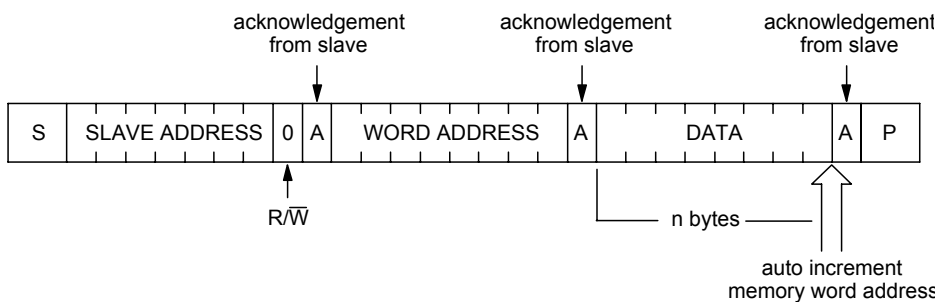 acknowledgement
from slave
acknowledgement
from slave
acknowledgement
from slave
S SLAVE ADDRESS 0 A WORD ADDRESS A DATA A P
R/W̅
n bytes
auto increment
memory word address